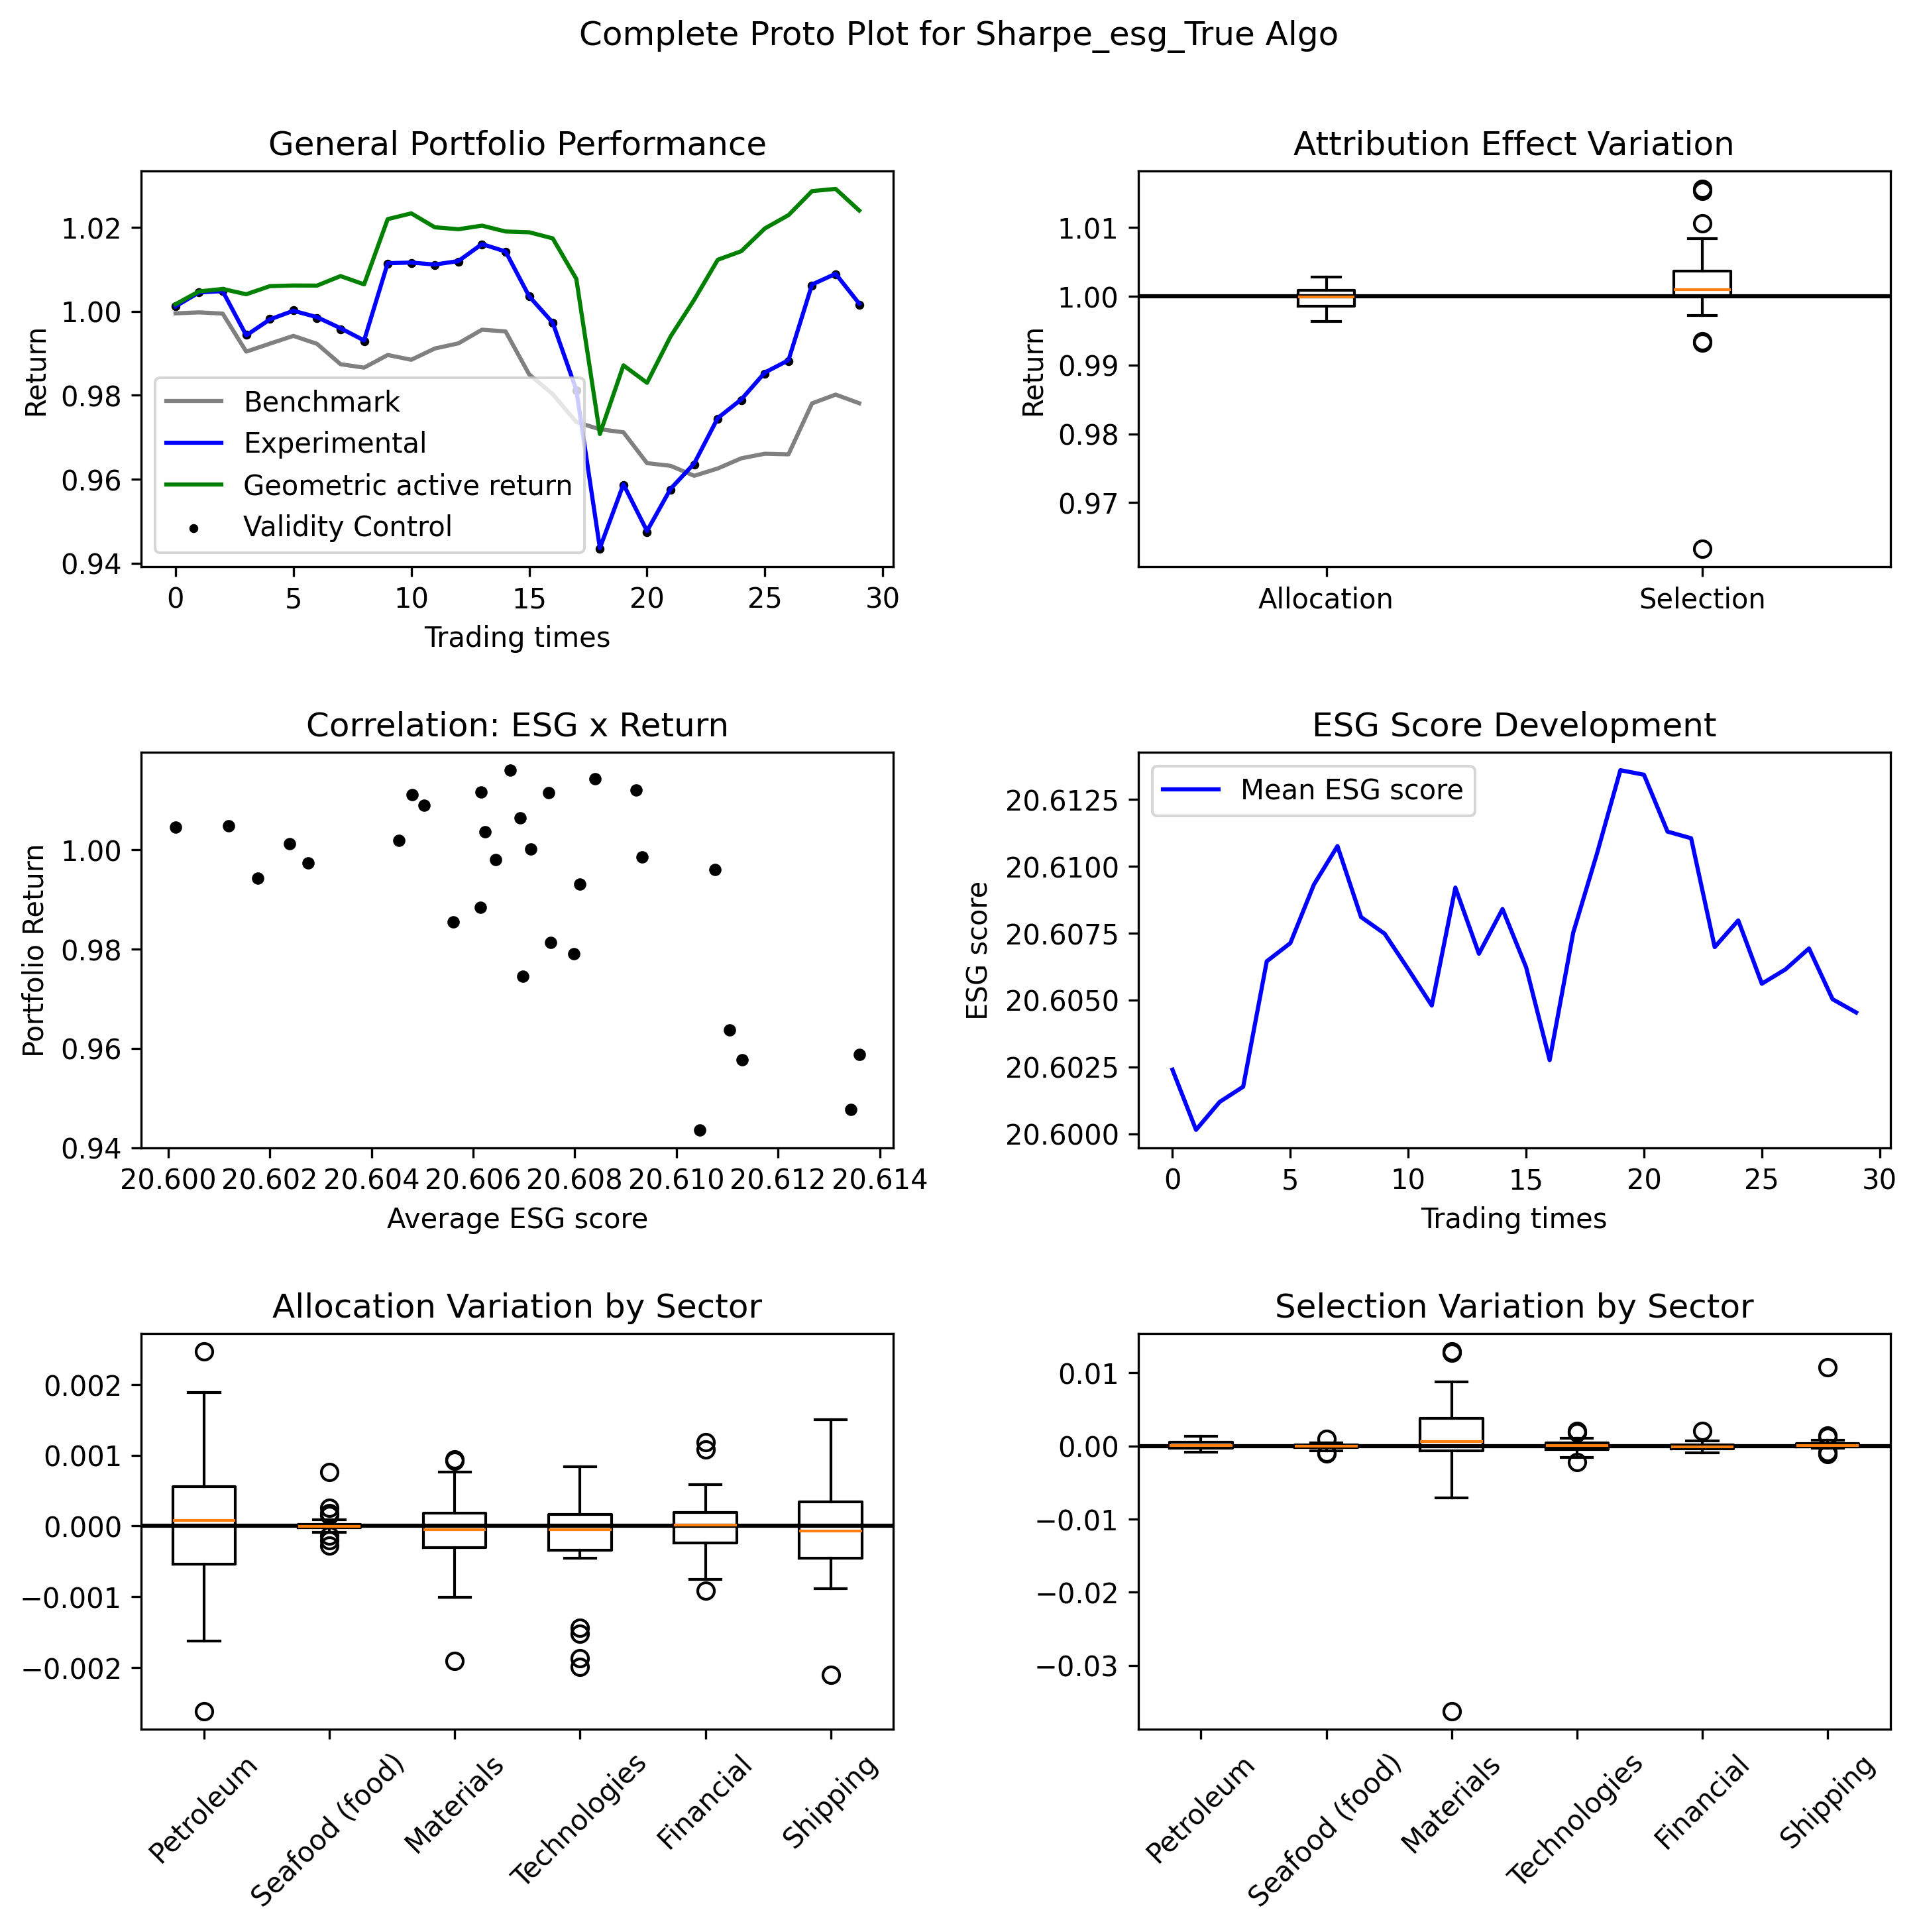 Complete Proto Plot for Sharpe_esg_True Algo
General Portfolio Performance
Return
1.02
1.00
0.98
0.96
0.94
Benchmark
Experimental
Geometric active return
Validity Control
0 5 10 15 20 25 30
Trading times
Attribution Effect Variation
Return
1.01
1.00
0.99
0.98
0.97
Allocation Selection
Correlation: ESG x Return
Portfolio Return
1.00
0.98
0.96
0.94
20.600 20.602 20.604 20.606 20.608 20.610 20.612 20.614
Average ESG score
ESG Score Development
ESG score
Mean ESG score
20.6125
20.6100
20.6075
20.6050
20.6025
20.6000
0 5 10 15 20 25 30
Trading times
Allocation Variation by Sector
0.002
0.001
0.000
−0.001
−0.002
Petroleum
Seafood (food)
Materials
Technologies
Financial
Shipping
Selection Variation by Sector
0.01
0.00
−0.01
−0.02
−0.03
Petroleum
Seafood (food)
Materials
Technologies
Financial
Shipping